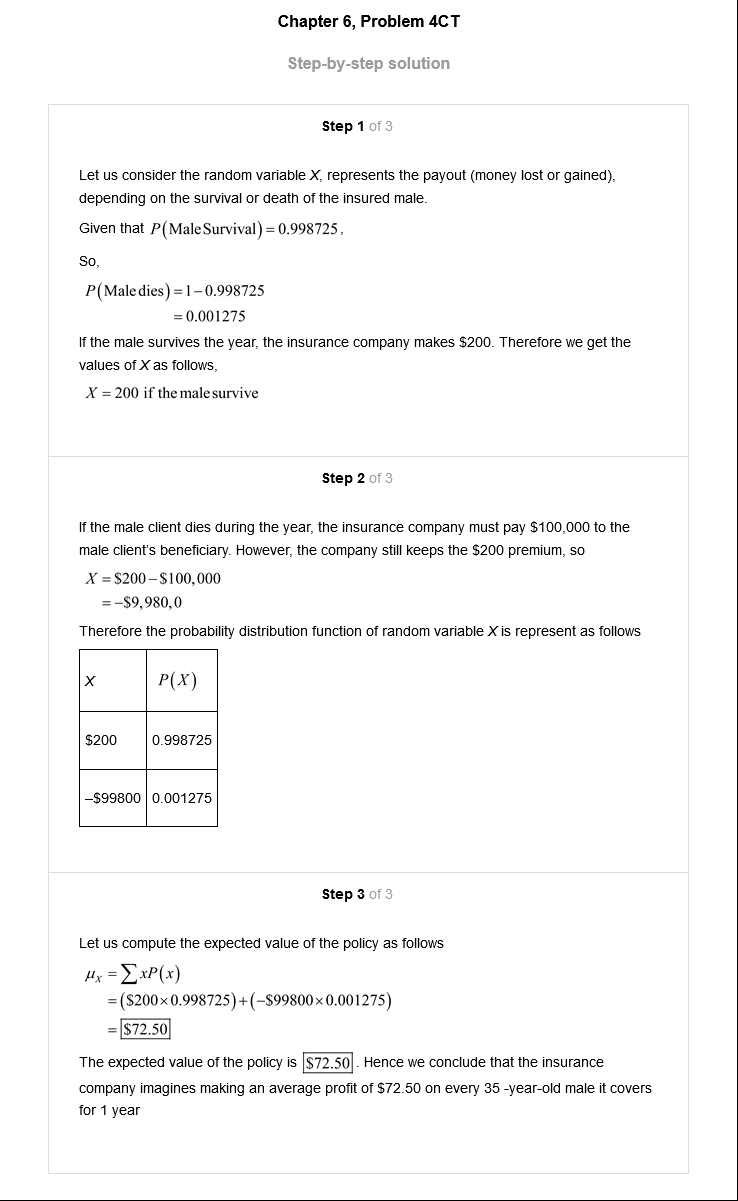 Chapter 6, Problem 4CT
Step-by-step solution
Step 1 of 3
Let us consider the random variable X, represents the payout (money lost or gained),
depending on the survival or death of the insured male.
Given that P(Male Survival) = 0.998725,
So,
P(Male dies) = 1 − 0.998725
= 0.001275
If the male survives the year, the insurance company makes $200. Therefore we get the
values of X as follows,
X = 200 if the male survive
Step 2 of 3
If the male client dies during the year, the insurance company must pay $100,000 to the
male client's beneficiary. However, the company still keeps the $200 premium, so
X = $200 − $100,000
= −$9,980,0
Therefore the probability distribution function of random variable X is represent as follows
X P(X)
$200 0.998725
–$99800 0.001275
Step 3 of 3
Let us compute the expected value of the policy as follows
μx = ∑xP(x)
= ($200×0.998725)+(−$99800×0.001275)
= $72.50
The expected value of the policy is $72.50 . Hence we conclude that the insurance
company imagines making an average profit of $72.50 on every 35 -year-old male it covers
for 1 year